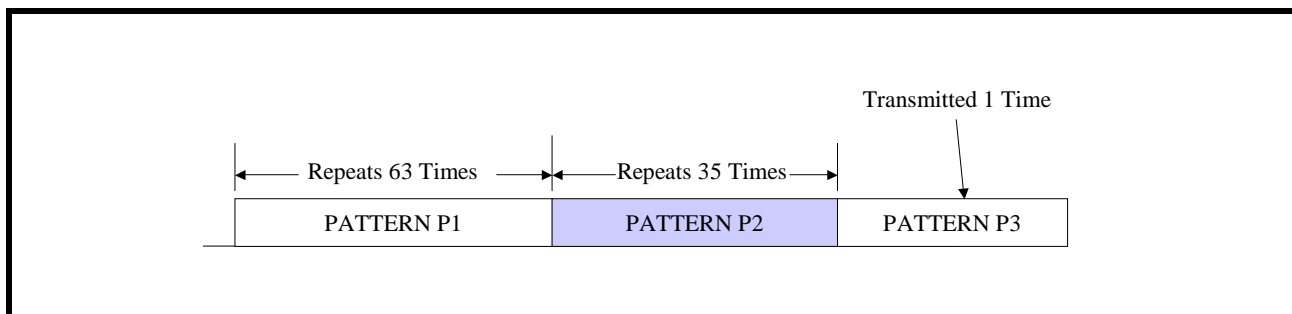 Transmitted 1 Time
Repeats 63 Times
Repeats 35 Times
PATTERN P1
PATTERN P2
PATTERN P3